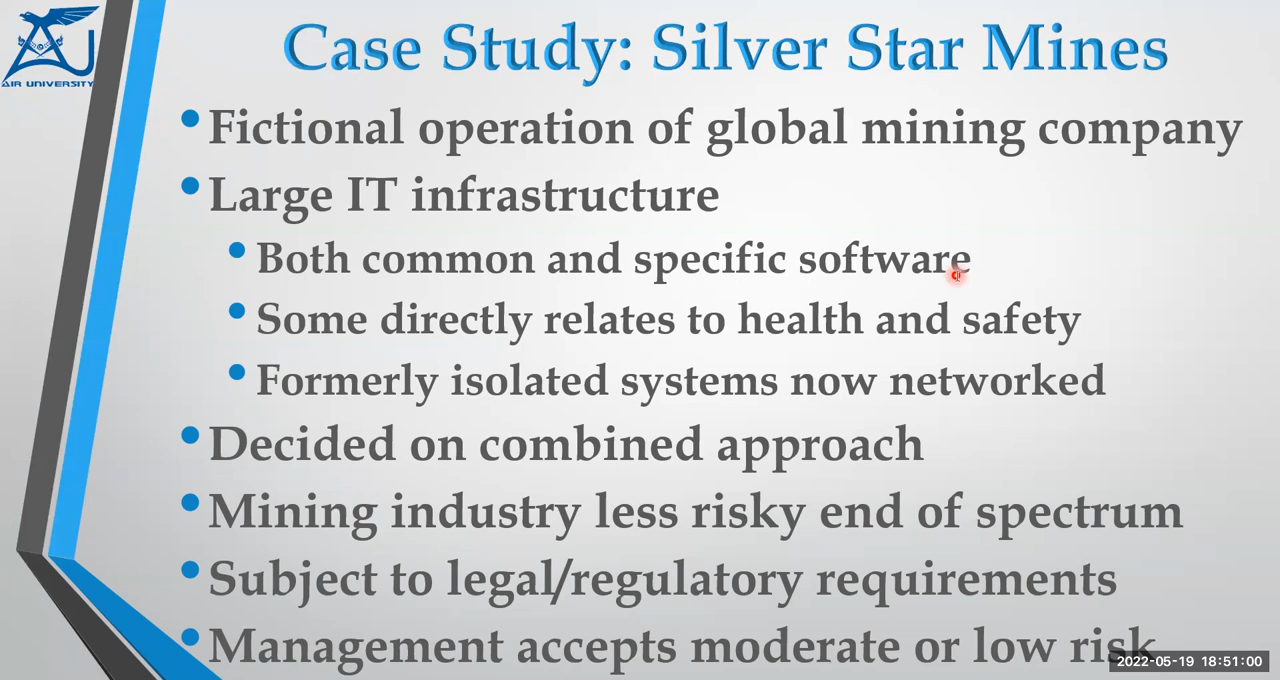 AIR UNIVERSITY
Case Study: Silver Star Mines
• Fictional operation of global mining company
• Large IT infrastructure
• Both common and specific software
• Some directly relates to health and safety
• Formerly isolated systems now networked
• Decided on combined approach
• Mining industry less risky end of spectrum
• Subject to legal/regulatory requirements
• Management accepts moderate or low risk
2022-05-19 18:51:00